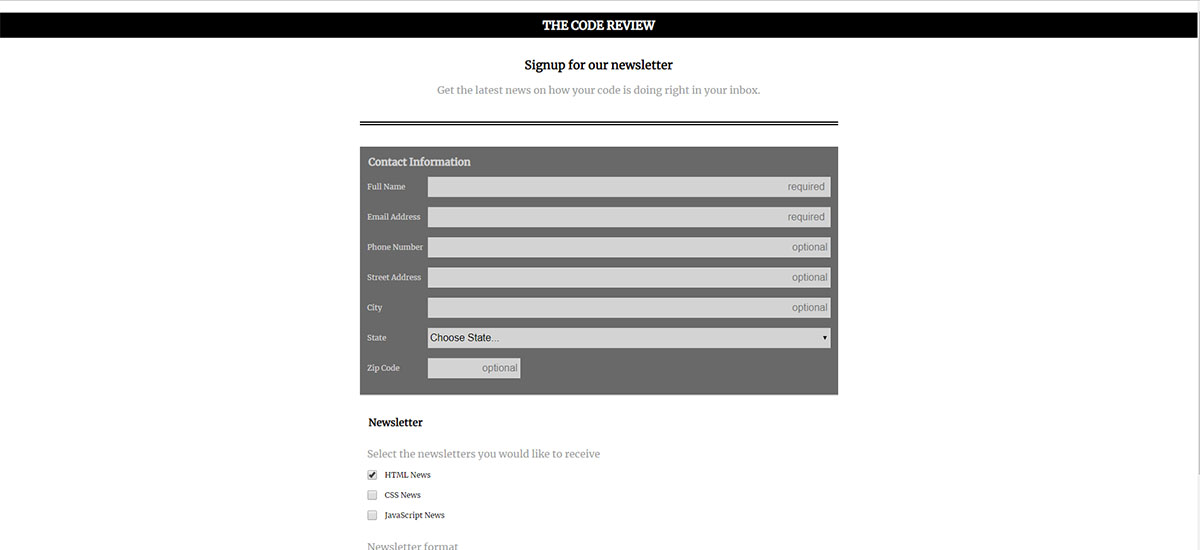 THE CODE REVIEW
Signup for our newsletter
Get the latest news on how your code is doing right in your inbox.
Contact Information
Full Name required
Email Address required
Phone Number optional
Street Address optional
City optional
State Choose State...
Zip Code optional
Newsletter
Select the newsletters you would like to receive
HTML News
CSS News
JavaScript News
Newsletter format